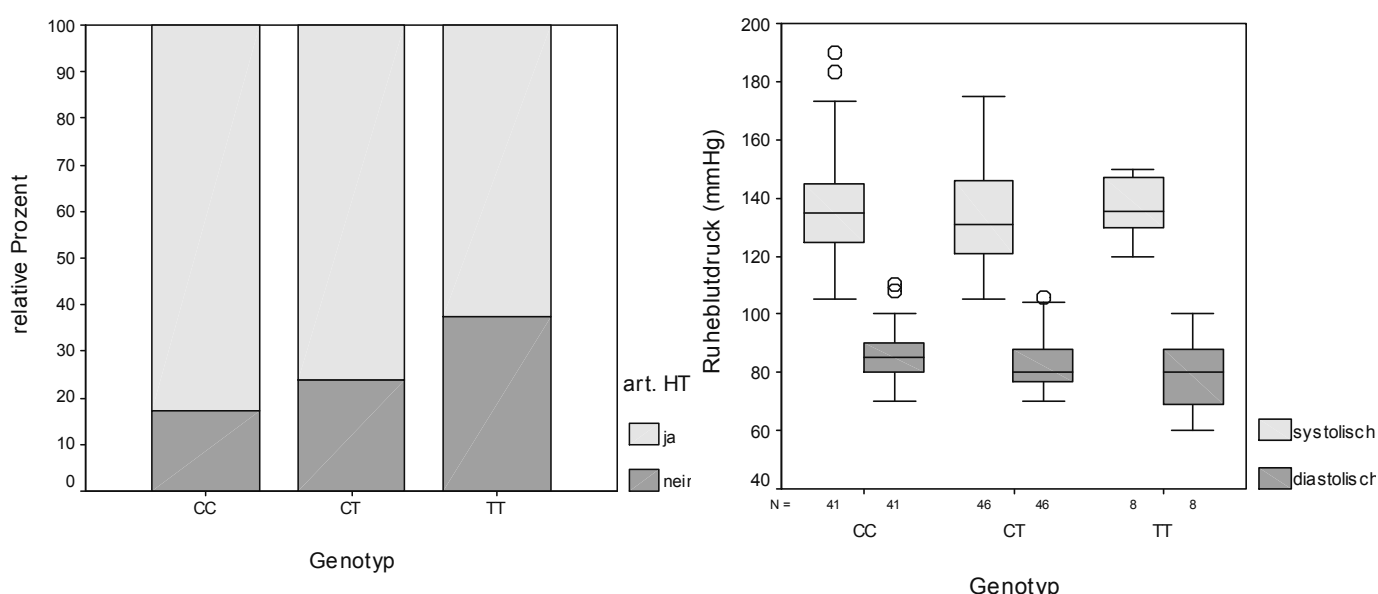 relative Prozent
100
90
80
70
60
50
40
30
20
10
0
CC CT TT
Genotyp
art. HT
ja
nein
Ruheblutdruck (mmHg)
200
180
160
140
120
100
80
60
40
N = 41 41 46 46 8 8
CC CT TT
Genotyp
systolisch
diastolisch